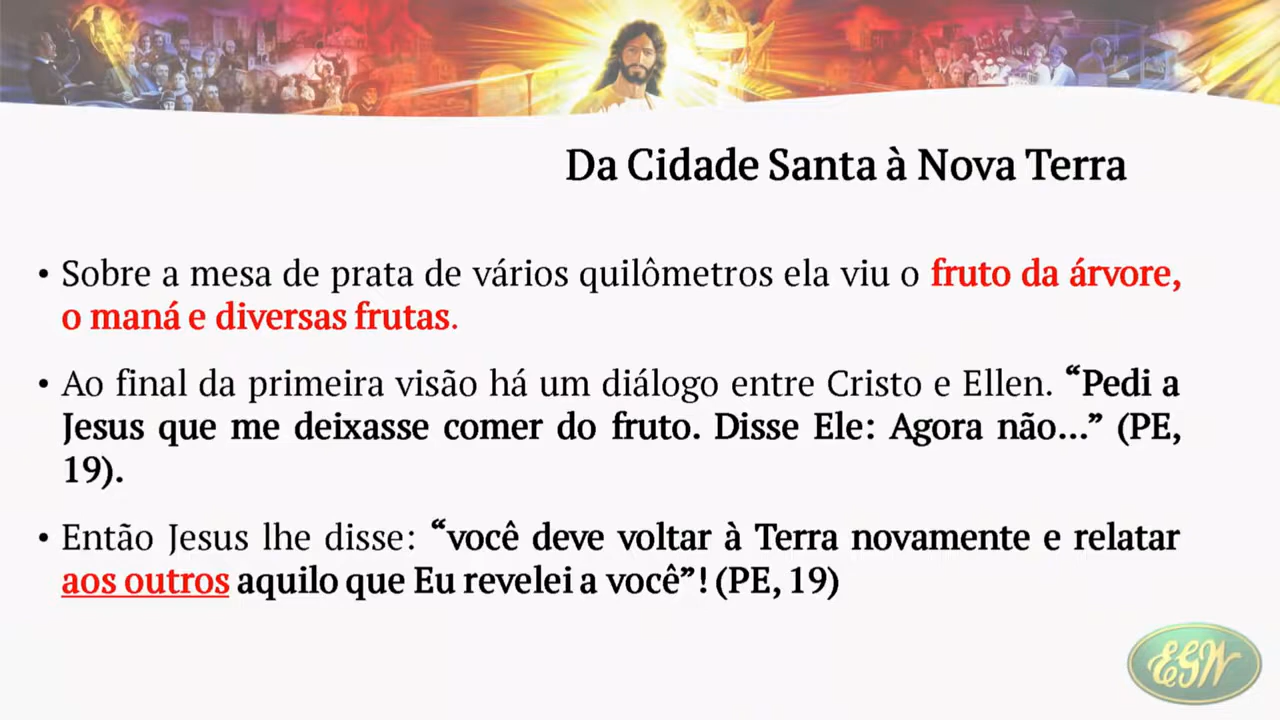 Da Cidade Santa à Nova Terra
• Sobre a mesa de prata de vários quilômetros ela viu o fruto da árvore,
o maná e diversas frutas.
• Ao final da primeira visão há um diálogo entre Cristo e Ellen. “Pedi a
Jesus que me deixasse comer do fruto. Disse Ele: Agora não...” (PE,
19).
• Então Jesus lhe disse: “você deve voltar à Terra novamente e relatar
aos outros aquilo que Eu revelei a você”! (PE, 19)
EGW